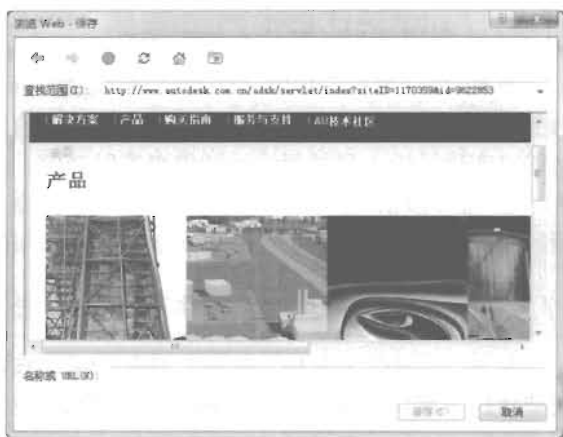 浏览 Web - 保存
查找范围(I): http://www.autodesk.com.cn/adsk/servlet/index?siteID=1170359&id=9622853
解决方案 产品 购买指南 服务与支持 AU技术社区
产品
名称或 URL(N):
取消